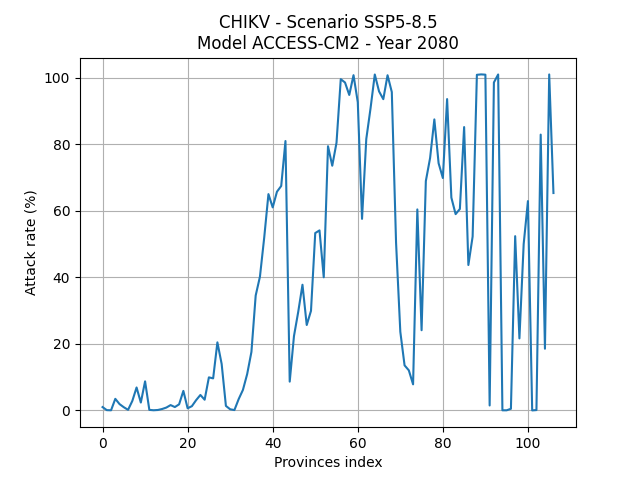 CHIKV - Scenario SSP5-8.5
Model ACCESS-CM2 - Year 2080
Attack rate (%)
100
80
60
40
20
0
0 20 40 60 80 100
Provinces index